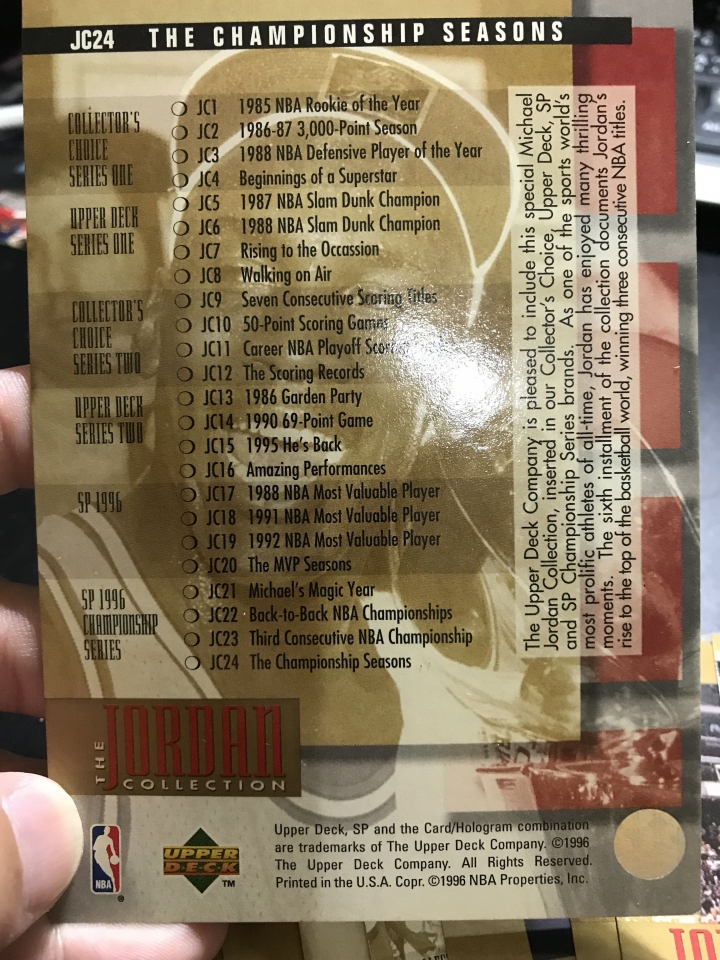 JC24 THE CHAMPIONSHIP SEASONS
COLLECTOR'S
CHOICE
SERIES ONE
JC1 1985 NBA Rookie of the Year
JC2 1986-87 3,000-Point Season
JC3 1988 NBA Defensive Player of the Year
JC4 Beginnings of a Superstar
UPPER DECK
SERIES ONE
JC5 1987 NBA Slam Dunk Champion
JC6 1988 NBA Slam Dunk Champion
JC7 Rising to the Occassion
JC8 Walking on Air
COLLECTOR'S
CHOICE
SERIES TWO
JC9 Seven Consecutive Scoring Titles
JC10 50-Point Scoring Games
JC11 Career NBA Playoff
JC12 The Scoring Records
UPPER DECK
SERIES TWO
JC13 1986 Garden Party
JC14 1990 69-Point Game
JC15 1995 He's Back
JC16 Amazing Performances
SP 1996
JC17 1988 NBA Most Valuable Player
JC18 1991 NBA Most Valuable Player
JC19 1992 NBA Most Valuable Player
JC20 The MVP Seasons
SP 1996
CHAMPIONSHIP
SERIES
JC21 Michael's Magic Year
JC22 Back-to-Back NBA Championships
JC23 Third Consecutive NBA Championship
JC24 The Championship Seasons
The Upper Deck Company is pleased to include this special Michael
Jordan Collection, inserted in our Collector's Choice, Upper Deck, SP
and SP Championship Series brands. As one of the sports world's
most prolific athletes of all-time, Jordan has enjoyed many thrilling
moments. The sixth installment of the collection documents Jordan's
rise to the top of the basketball world, winning three consecutive NBA titles.
THE JORDAN
COLLECTION
NBA
®
UPPER
DECK
™
Upper Deck, SP and the Card/Hologram combination
are trademarks of The Upper Deck Company. ©1996
The Upper Deck Company. All Rights Reserved.
Printed in the U.S.A. Copr. ©1996 NBA Properties, Inc.